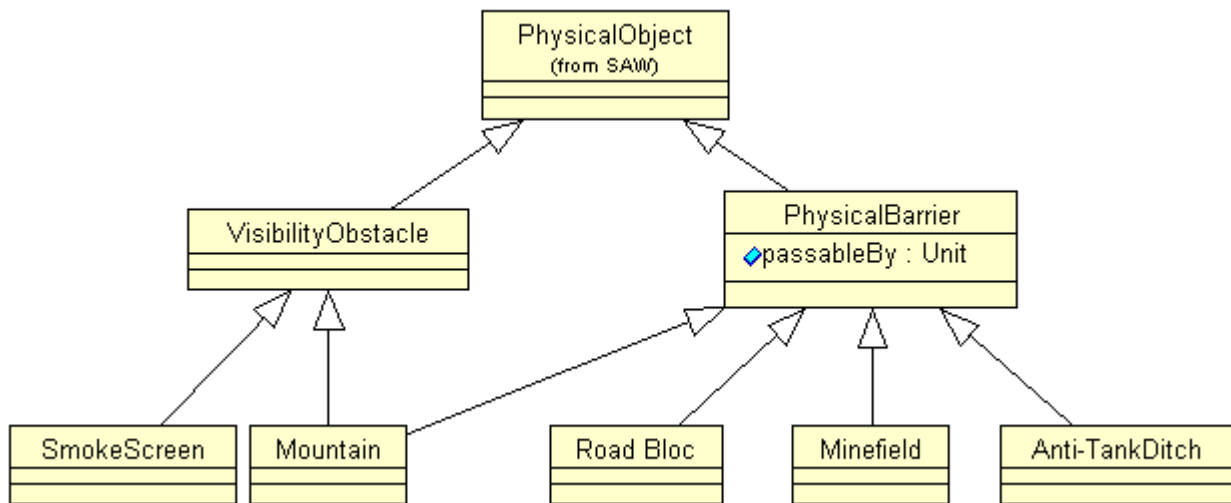 PhysicalObject
(from SAW)
VisibilityObstacle
PhysicalBarrier
passableBy : Unit
SmokeScreen
Mountain
Road Bloc
Minefield
Anti-TankDitch